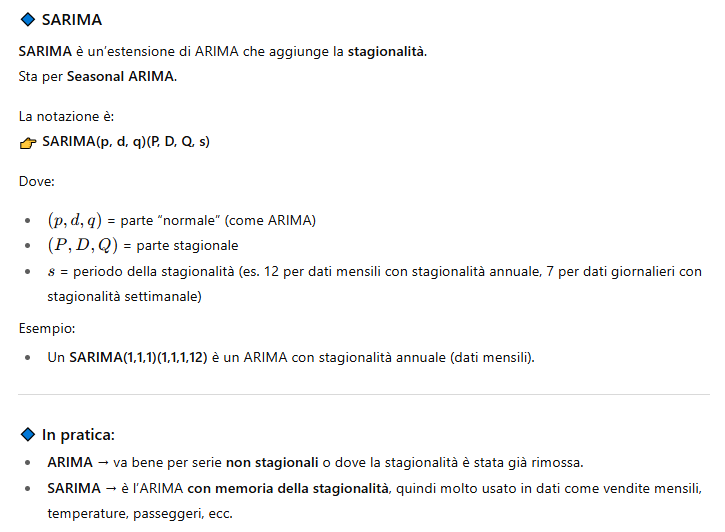 🔷 SARIMA
SARIMA è un'estensione di ARIMA che aggiunge la stagionalità.
Sta per Seasonal ARIMA.
La notazione è:
👉 SARIMA(p, d, q)(P, D, Q, s)
Dove:
• (p, d, q) = parte “normale” (come ARIMA)
• (P, D, Q) = parte stagionale
• s = periodo della stagionalità (es. 12 per dati mensili con stagionalità annuale, 7 per dati giornalieri con
stagionalità settimanale)
Esempio:
• Un SARIMA(1,1,1)(1,1,1,12) è un ARIMA con stagionalità annuale (dati mensili).
🔷 In pratica:
• ARIMA → va bene per serie non stagionali o dove la stagionalità è stata già rimossa.
• SARIMA → è l'ARIMA con memoria della stagionalità, quindi molto usato in dati come vendite mensili,
temperature, passeggeri, ecc.